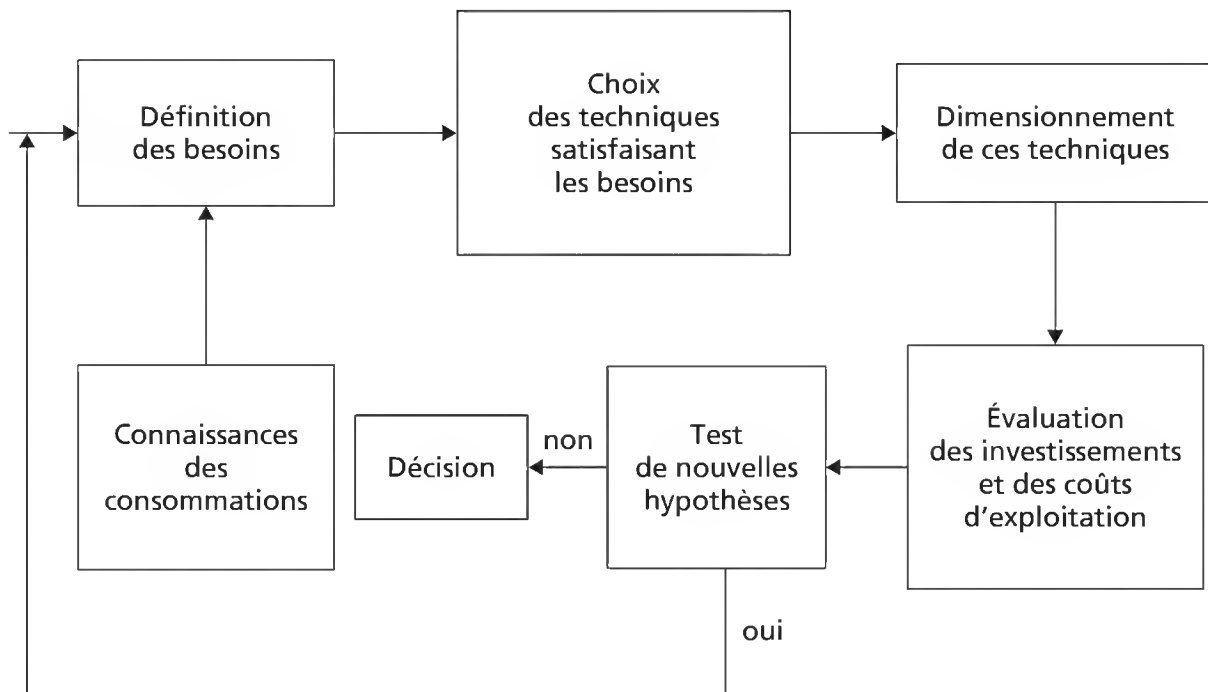 Définition
des besoins
Choix
des techniques
satisfaisant
les besoins
Dimensionnement
de ces techniques
Connaissances
des
consommations
Décision
non
Test
de nouvelles
hypothèses
Évaluation
des investissements
et des coûts
d'exploitation
oui